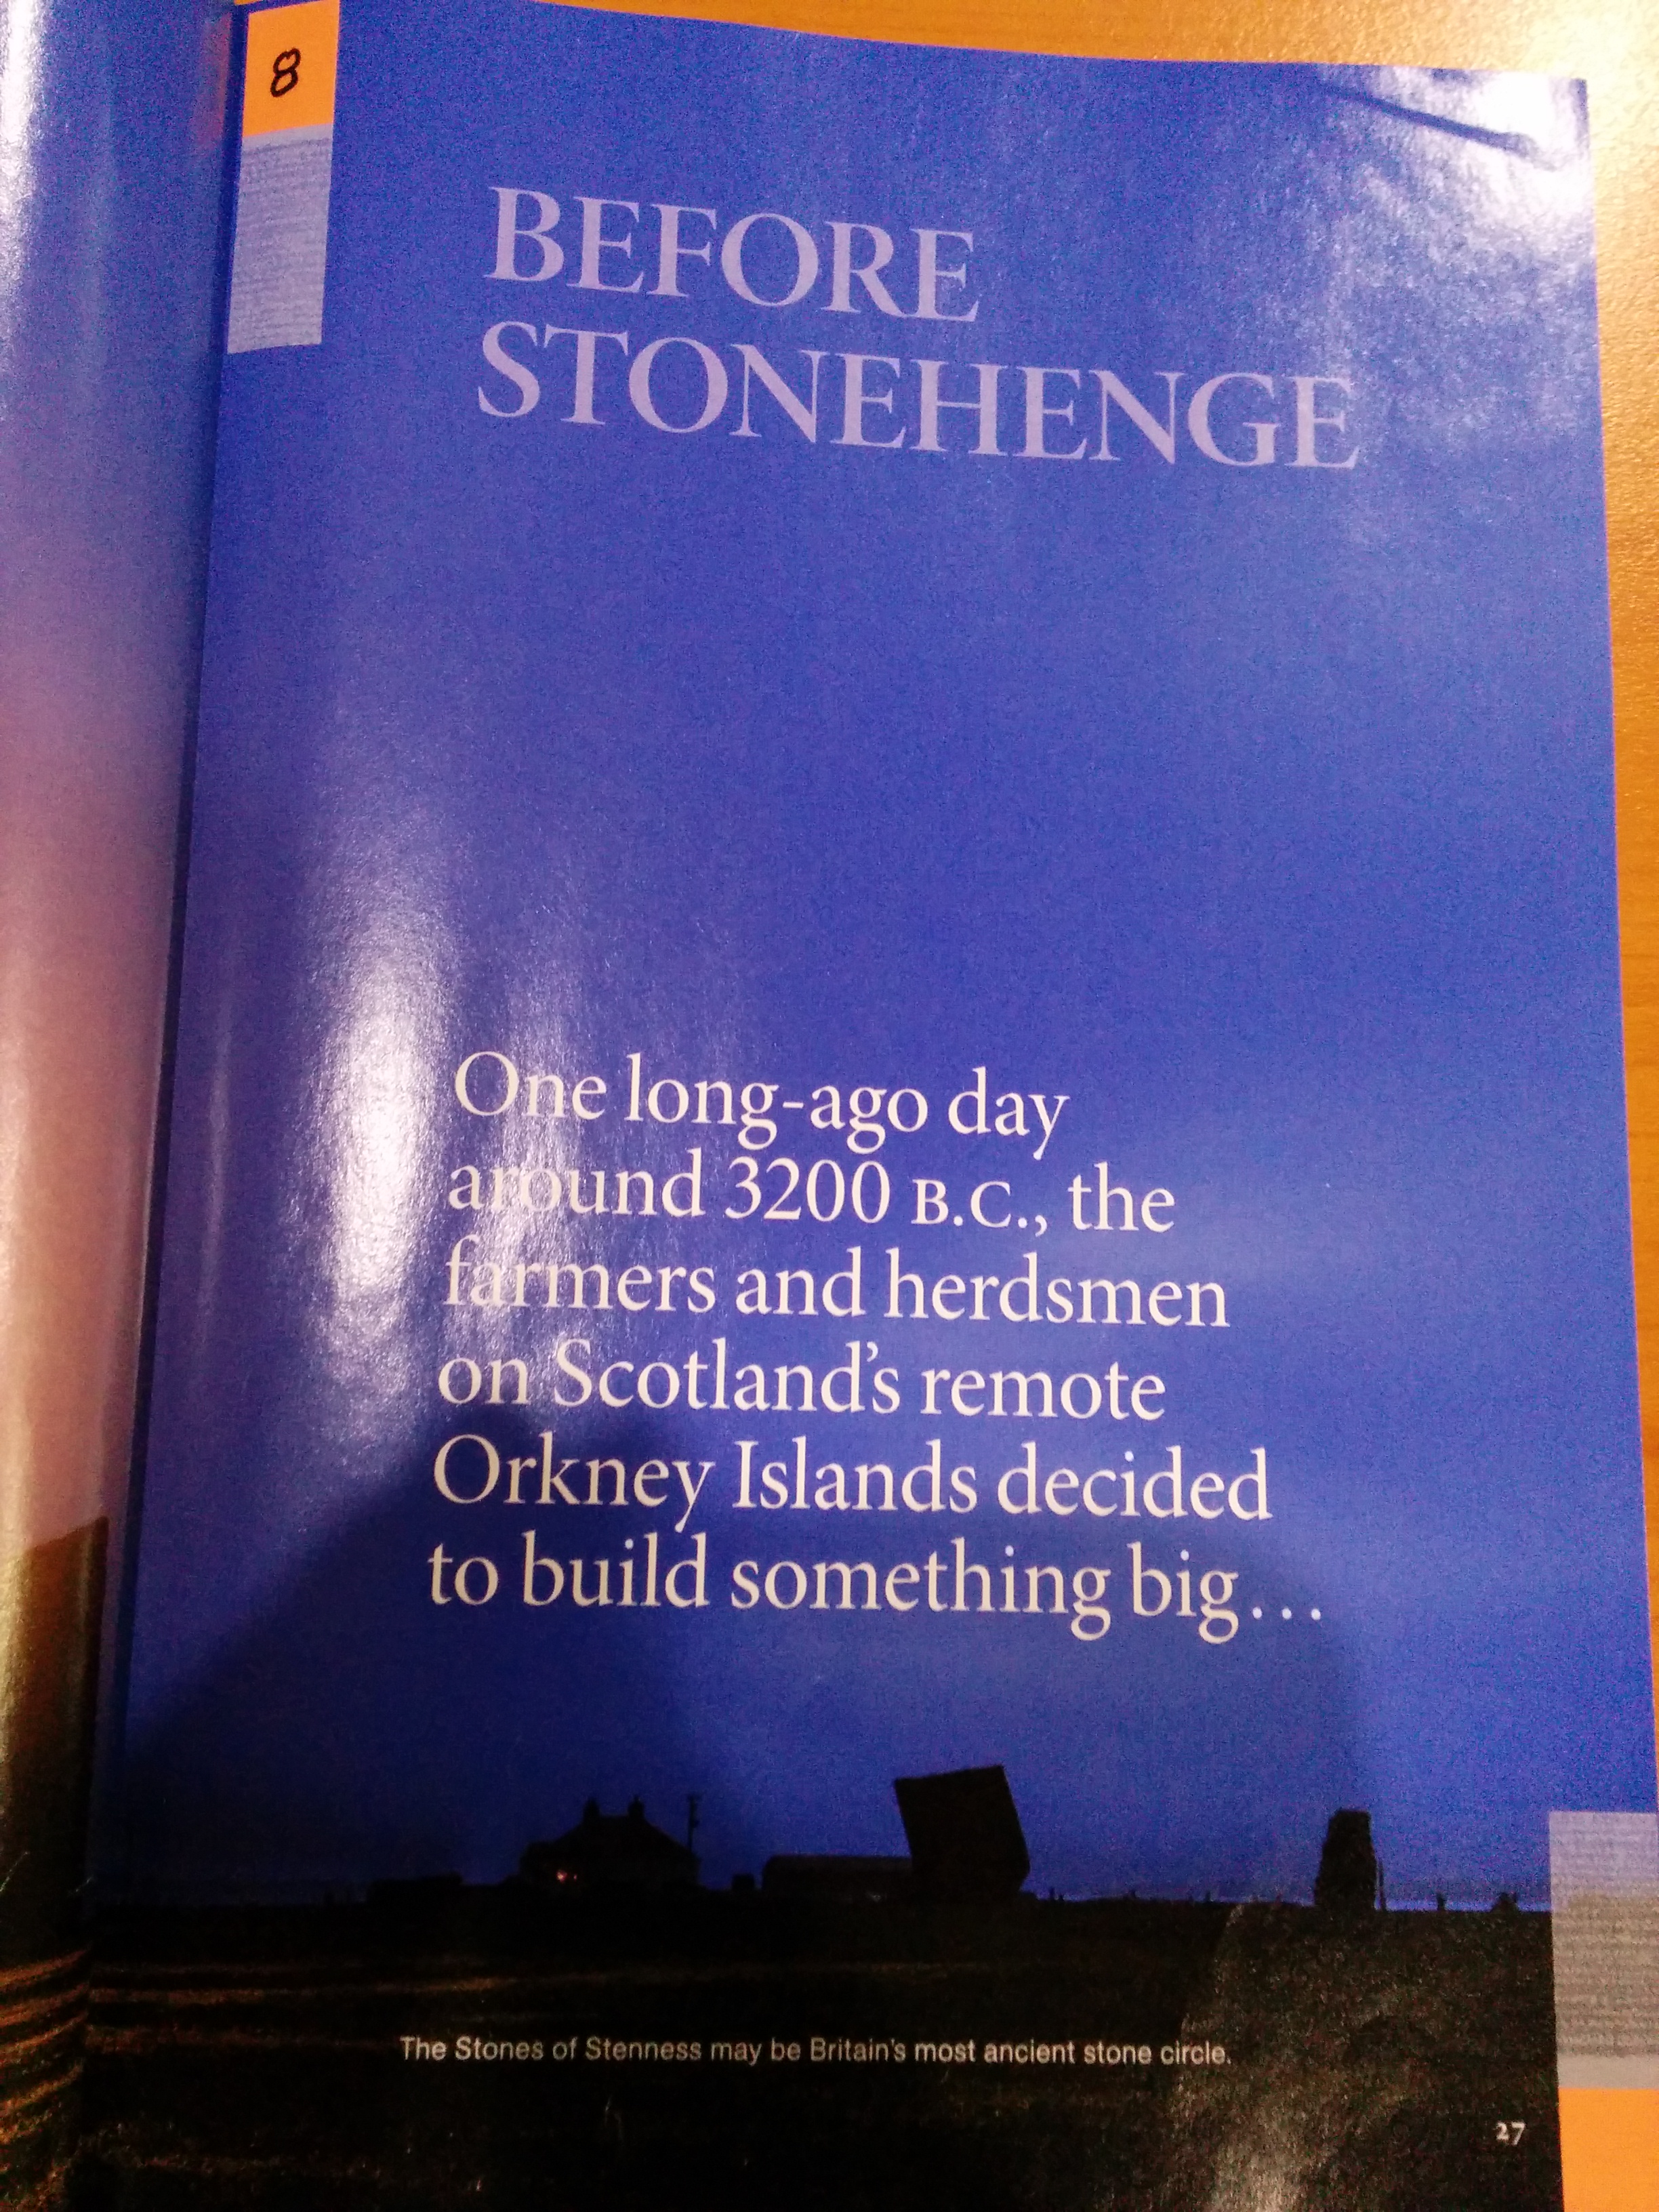 8
BEFORE
STONEHENGE
One long-ago day
around 3200 B.C., the
farmers and herdsmen
on Scotland's remote
Orkney Islands decided
to build something big...
The Stones of Stenness may be Britain's most ancient stone circle.
27